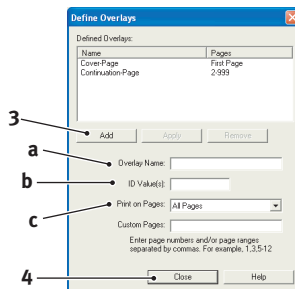 Define Overlays
Defined Overlays:
Name Pages
Cover-Page First Page
Continuation-Page 2-999
3
Add Apply Remove
a Overlay Name:
b ID Value(s):
c Print on Pages: All Pages
Custom Pages:
Enter page numbers and/or page ranges
separated by commas. For example, 1,3,5-12
4 Close Help